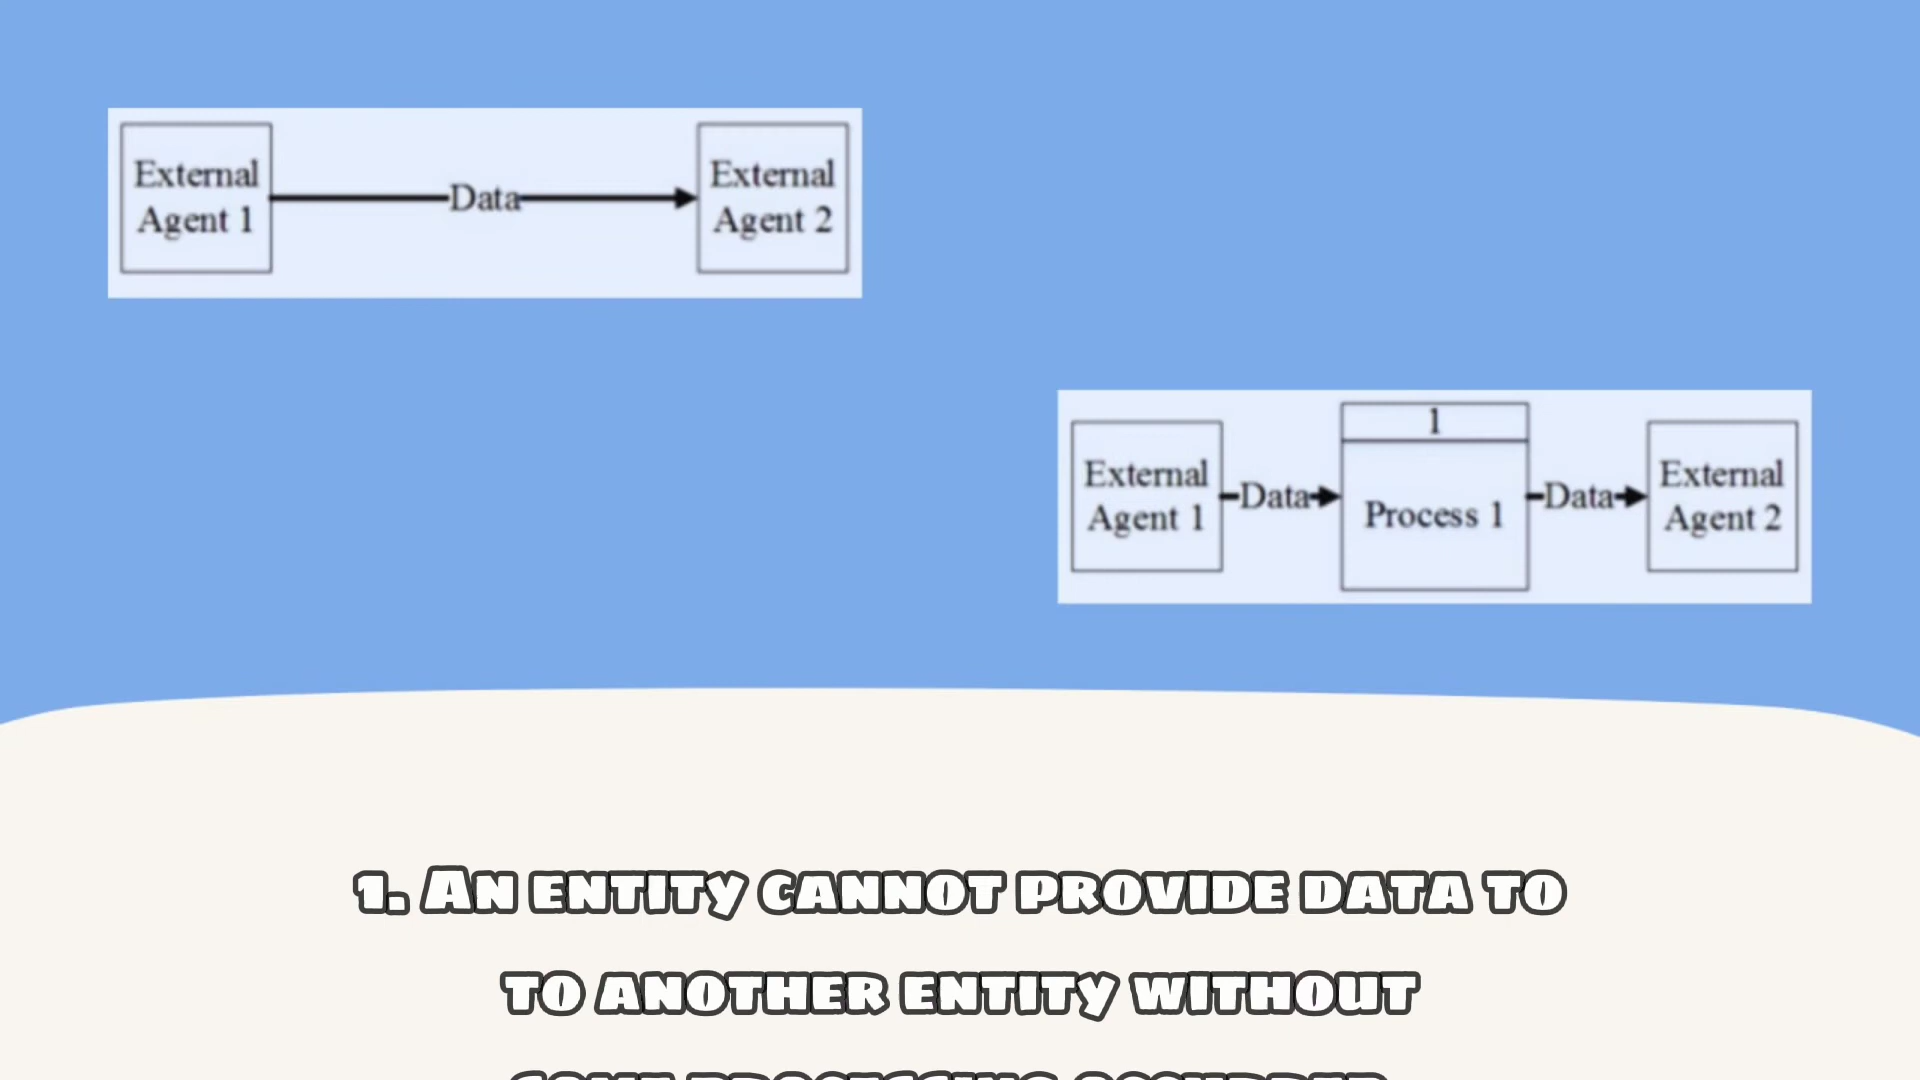 External
Agent 1
Data
External
Agent 2
External
Agent 1
Data
1
Process 1
Data
External
Agent 2
1. An entity cannot provide data to
to another entity without